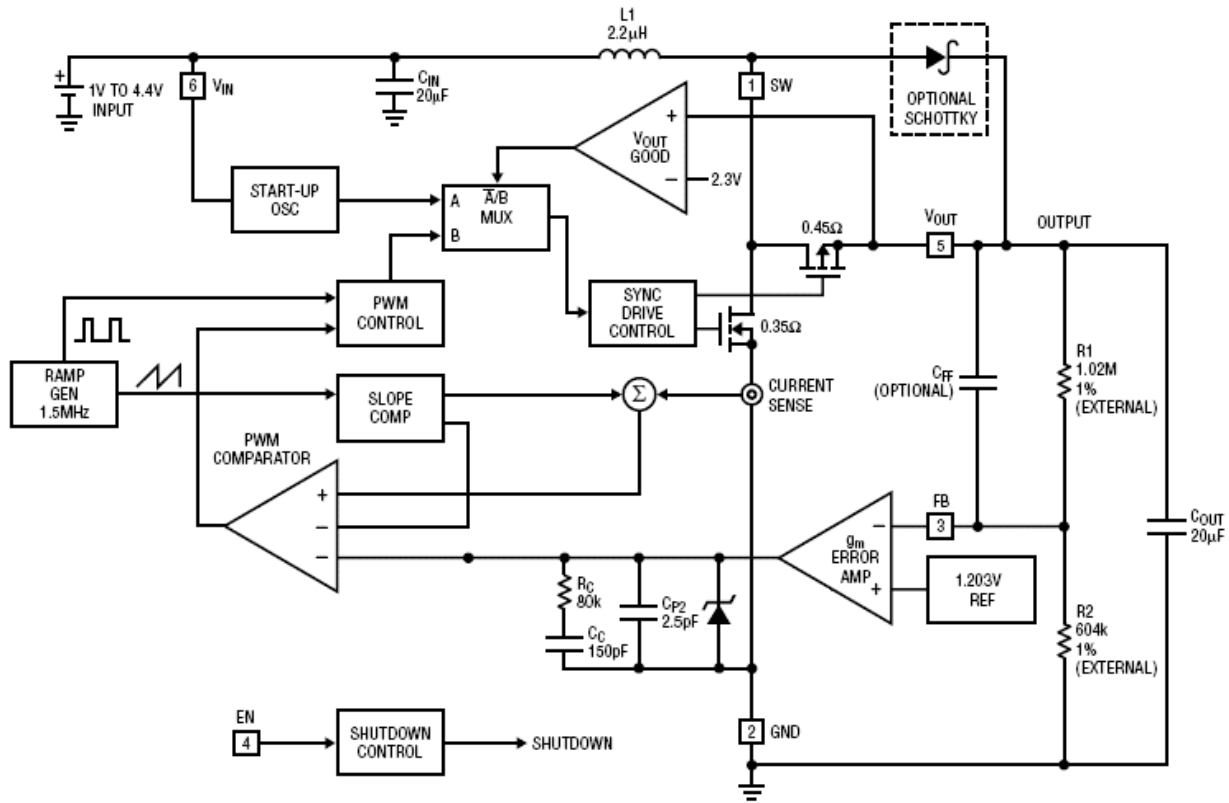 L1
2.2µH
1V TO 4.4V
INPUT
+
6
VIN
CIN
20µF
1
SW
OPTIONAL
SCHOTTKY
VOUT
GOOD
+
−
2.3V
START-UP
OSC
A
B
A̅/B
MUX
0.45Ω
VOUT
5
OUTPUT
PWM
CONTROL
SYNC
DRIVE
CONTROL
0.35Ω
RAMP
GEN
1.5MHz
SLOPE
COMP
Σ
CURRENT
SENSE
CFF
(OPTIONAL)
R1
1.02M
1%
(EXTERNAL)
PWM
COMPARATOR
+
−
−
gm
ERROR
AMP
−
+
FB
3
1.203V
REF
COUT
20µF
RC
80k
CC
150pF
CP2
2.5pF
R2
604k
1%
(EXTERNAL)
EN
4
SHUTDOWN
CONTROL
SHUTDOWN
2
GND